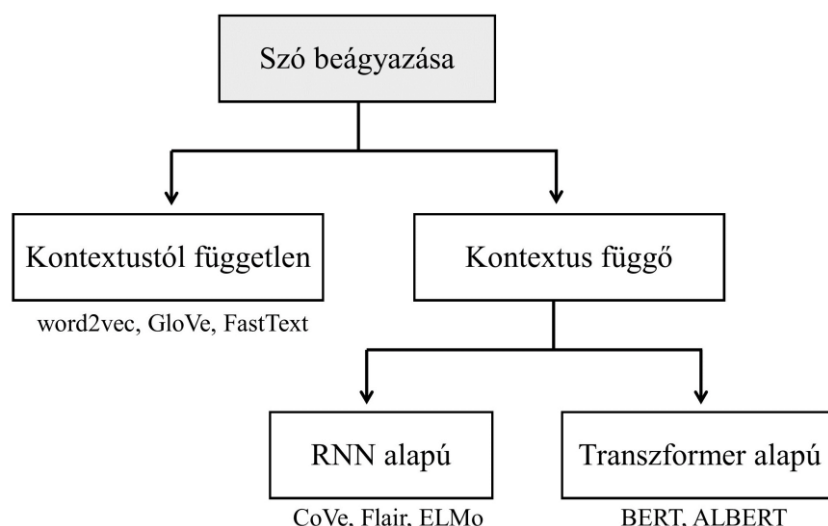 Szó beágyazása
Kontextustól független
Kontextus függő
word2vec, GloVe, FastText
RNN alapú
Transzformer alapú
CoVe, Flair, ELMo
BERT, ALBERT